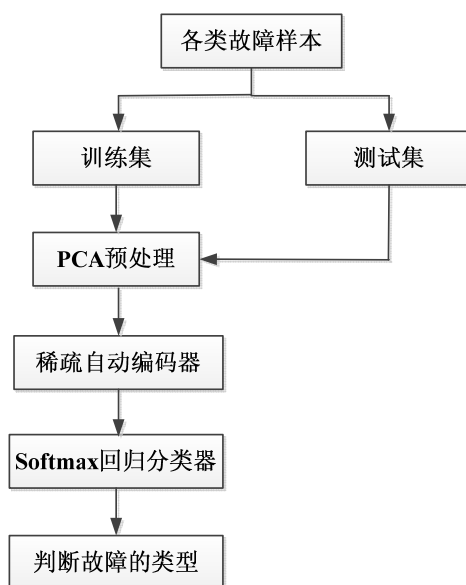 各类故障样本
训练集
测试集
PCA预处理
稀疏自动编码器
Softmax回归分类器
判断故障的类型